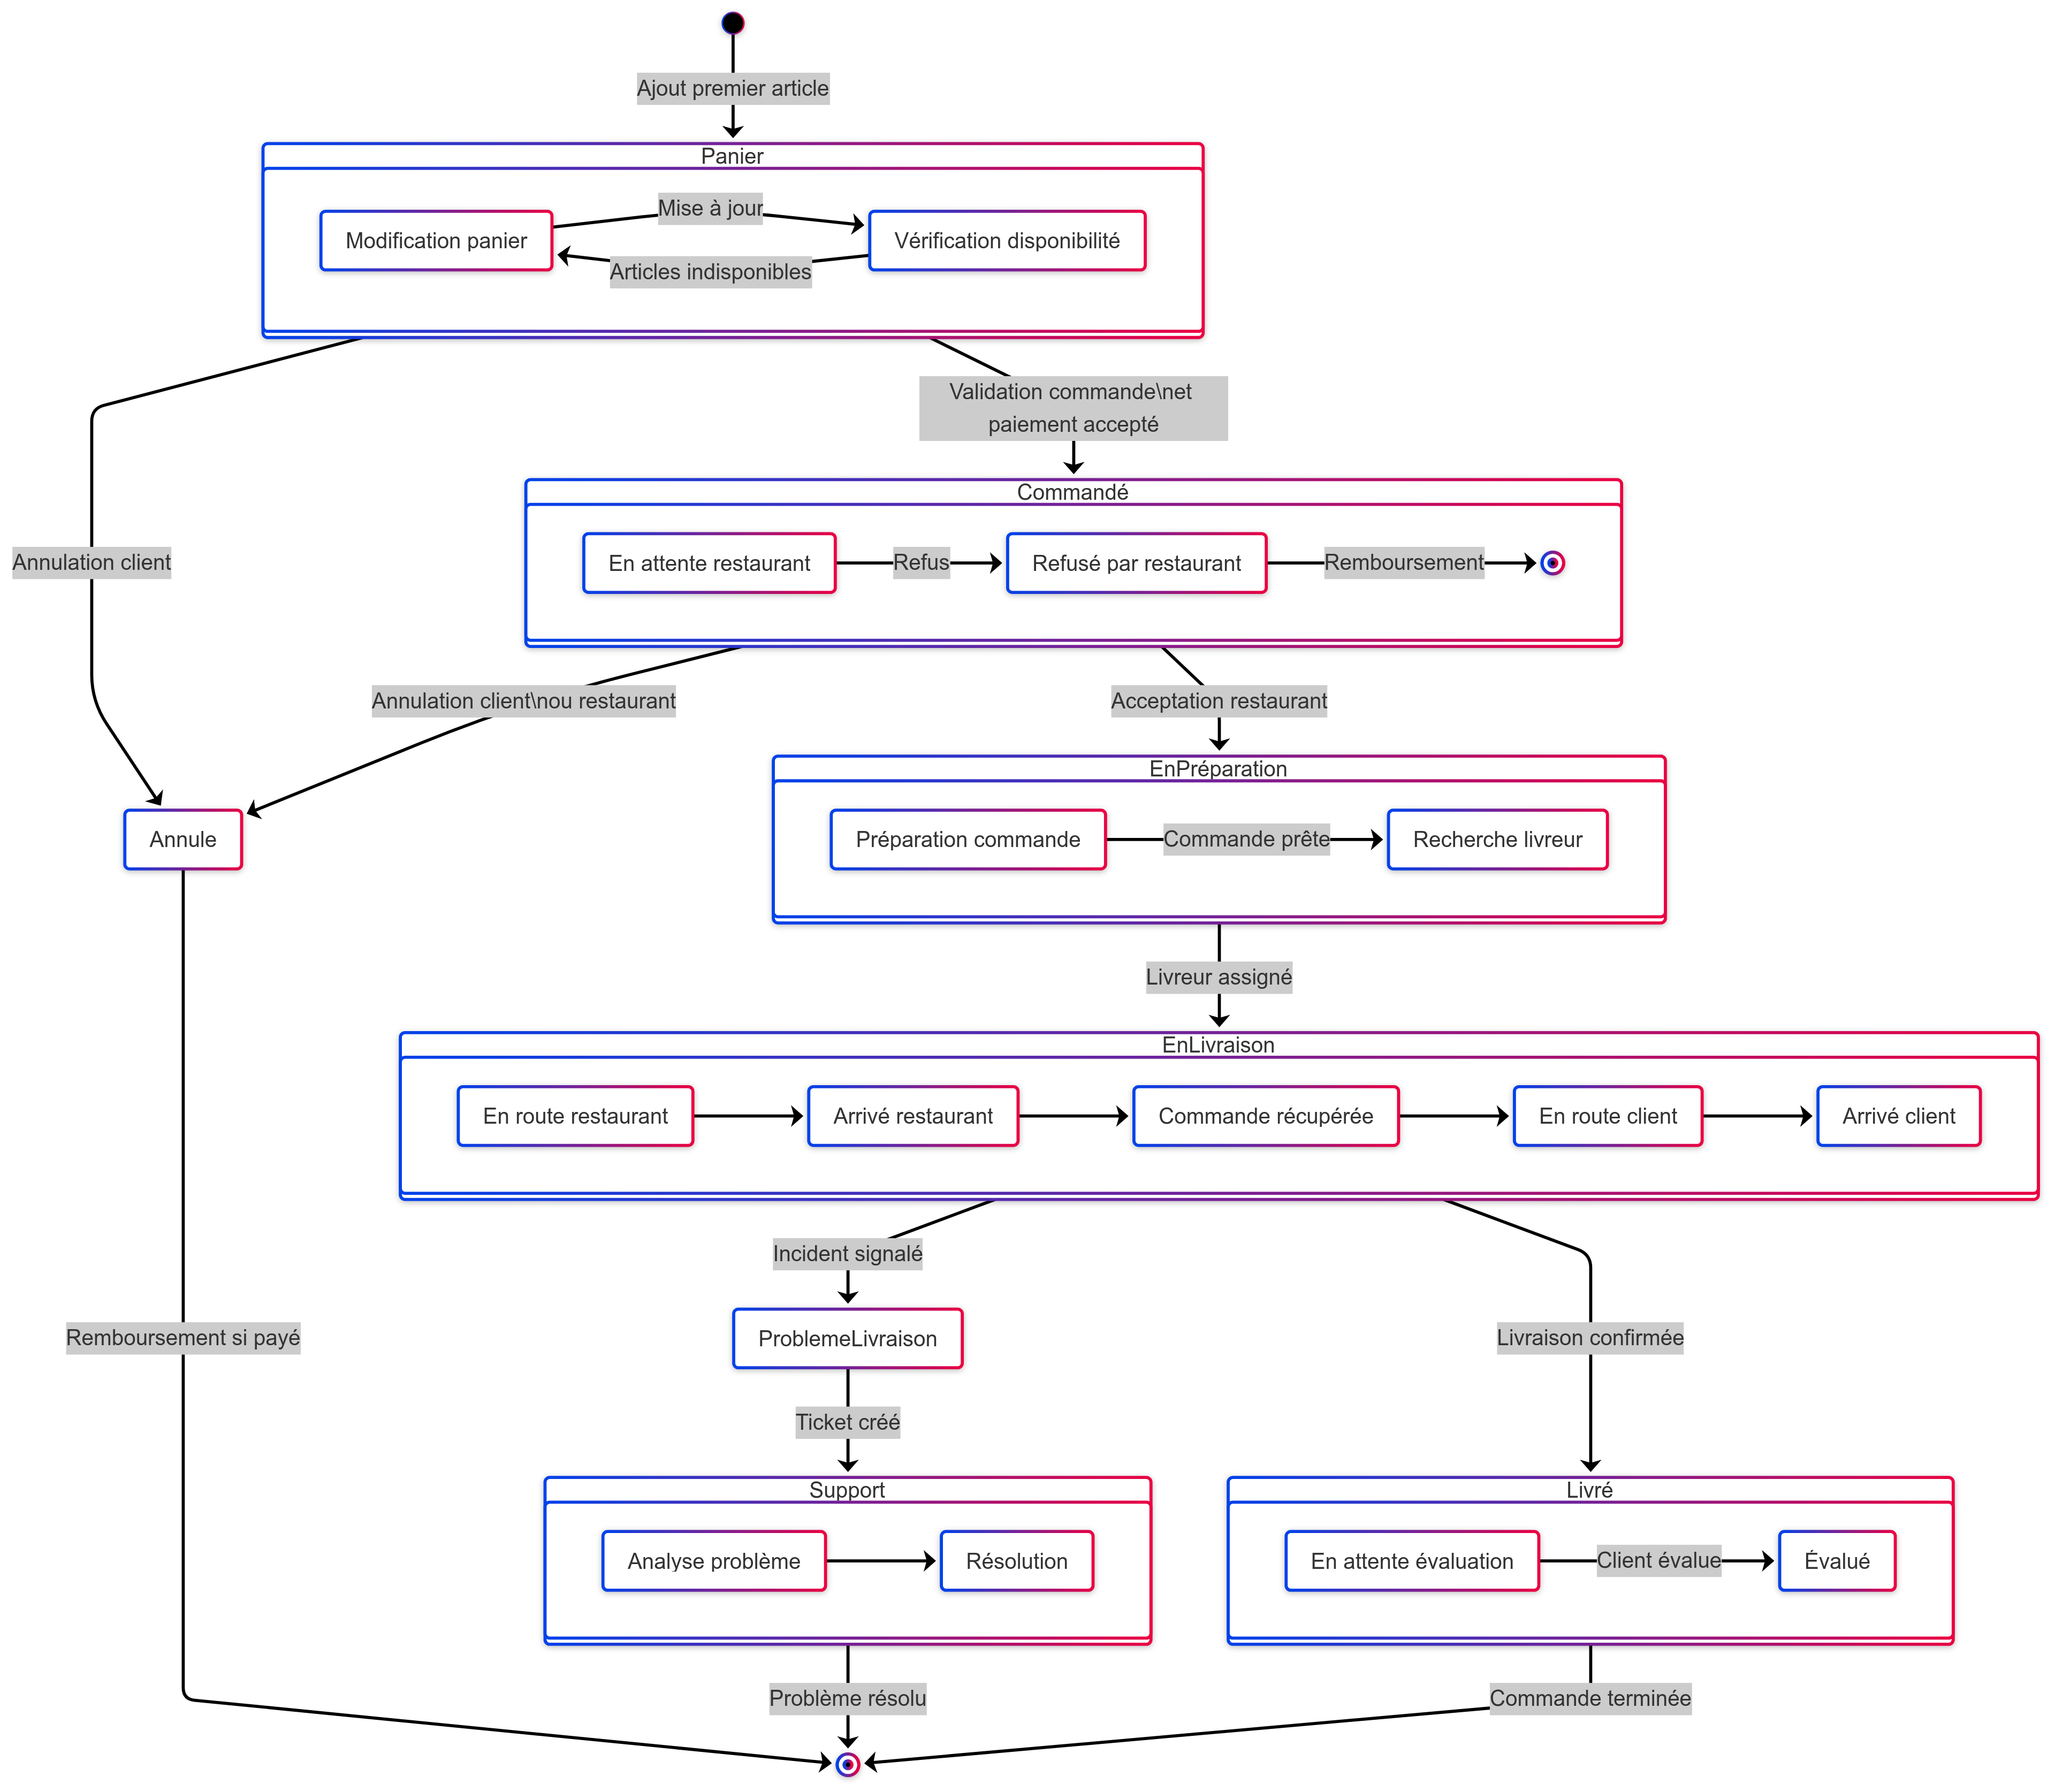 Ajout premier article
Panier
Mise à jour
Modification panier
Vérification disponibilité
Articles indisponibles
Validation commande\net
paiement accepté
Commandé
Annulation client
En attente restaurant
Refus
Refusé par restaurant
Remboursement
Annulation client\nou restaurant
Acceptation restaurant
EnPréparation
Annule
Préparation commande
Commande prête
Recherche livreur
Livreur assigné
EnLivraison
En route restaurant
Arrivé restaurant
Commande récupérée
En route client
Arrivé client
Incident signalé
Remboursement si payé
ProblemeLivraison
Livraison confirmée
Ticket créé
Support
Livré
Analyse problème
Résolution
En attente évaluation
Client évalue
Évalué
Problème résolu
Commande terminée